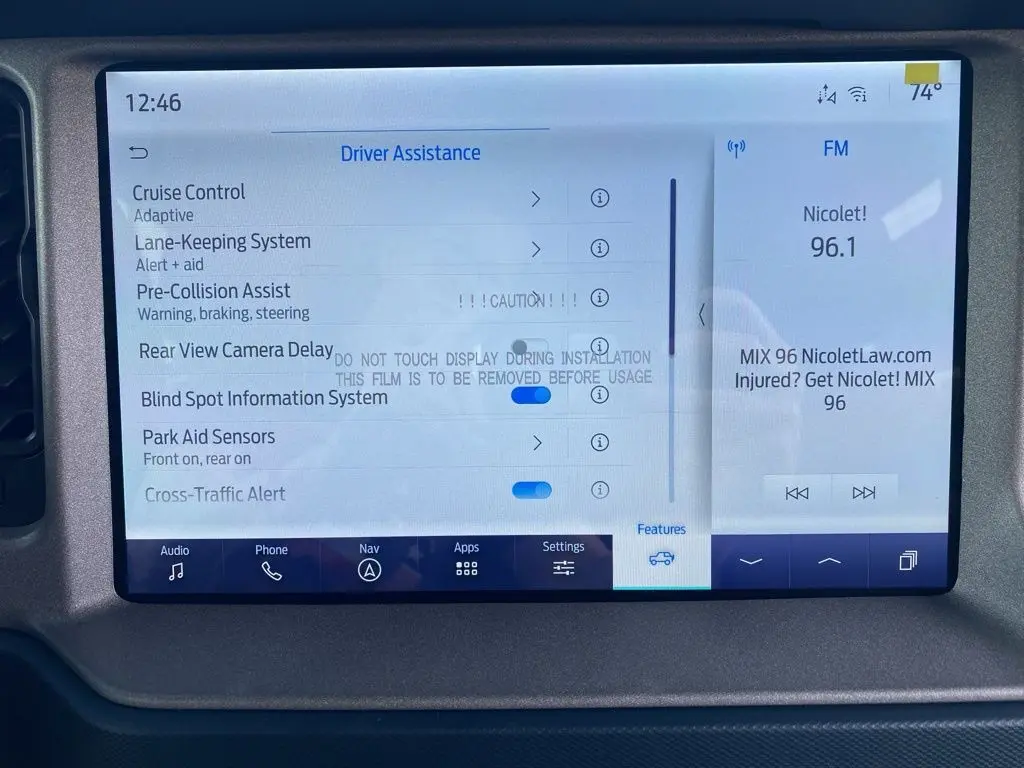 12:46
74°
Driver Assistance
Cruise Control
Adaptive
Lane-Keeping System
Alert + aid
Pre-Collision Assist
Warning, braking, steering
! ! ! CAUTION ! ! !
Rear View Camera Delay
DO NOT TOUCH DISPLAY DURING INSTALLATION
THIS FILM IS TO BE REMOVED BEFORE USAGE
Blind Spot Information System
Park Aid Sensors
Front on, rear on
Cross-Traffic Alert
FM
Nicolet!
96.1
MIX 96 NicoletLaw.com
Injured? Get Nicolet! MIX
96
Audio
Phone
Nav
Apps
Settings
Features